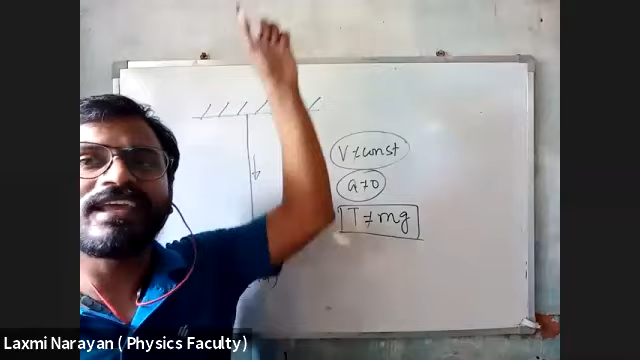 V ≠ const
a ≠ 0
T ≠ mg
Laxmi Narayan ( Physics Faculty)